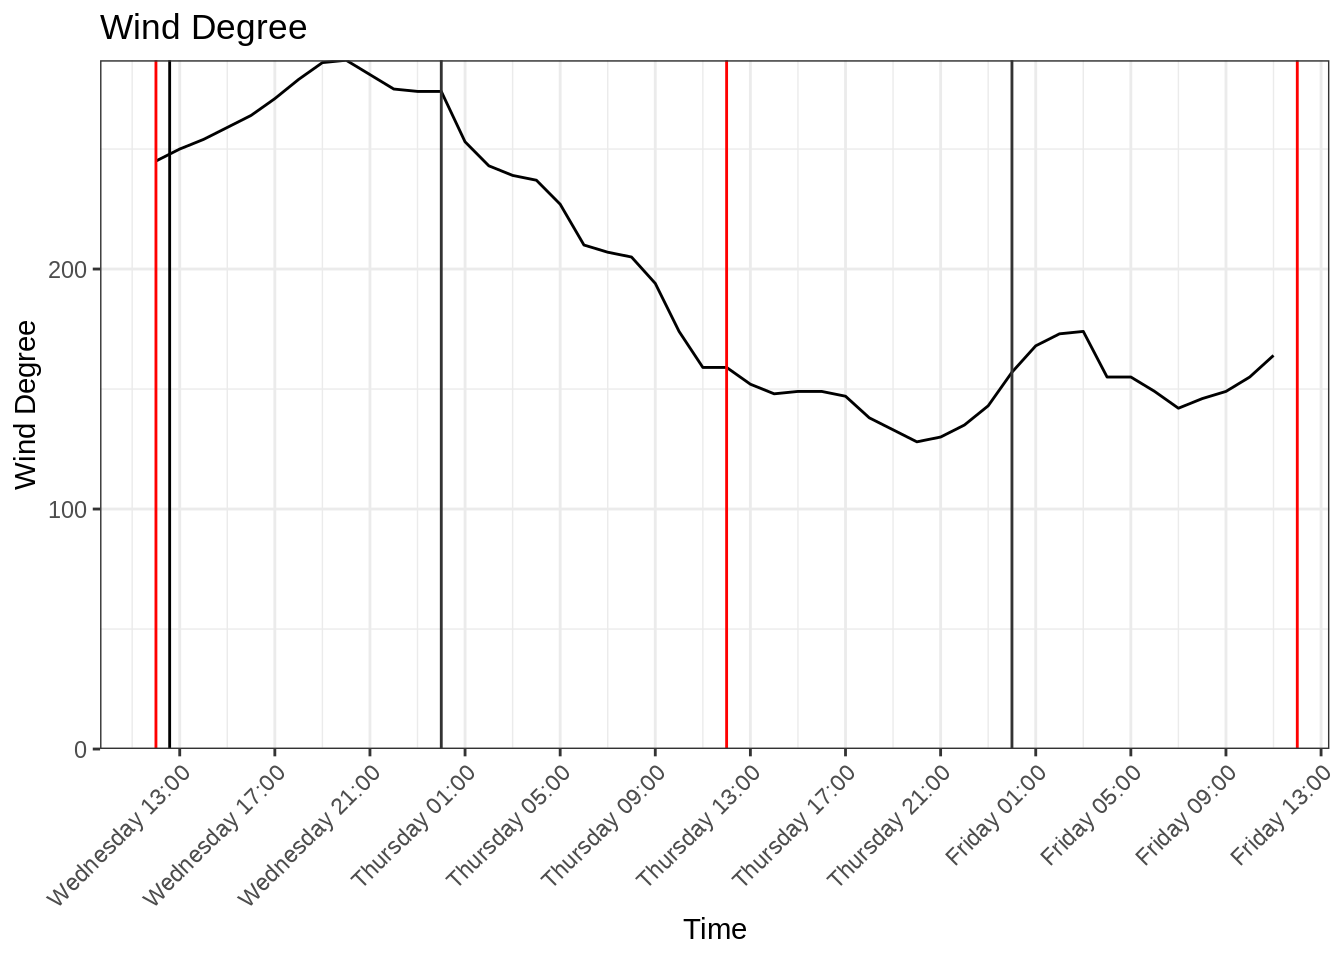 Wind Degree
Wind Degree
200
100
0
Wednesday 13:00
Wednesday 17:00
Wednesday 21:00
Thursday 01:00
Thursday 05:00
Thursday 09:00
Thursday 13:00
Thursday 17:00
Thursday 21:00
Friday 01:00
Friday 05:00
Friday 09:00
Friday 13:00
Time